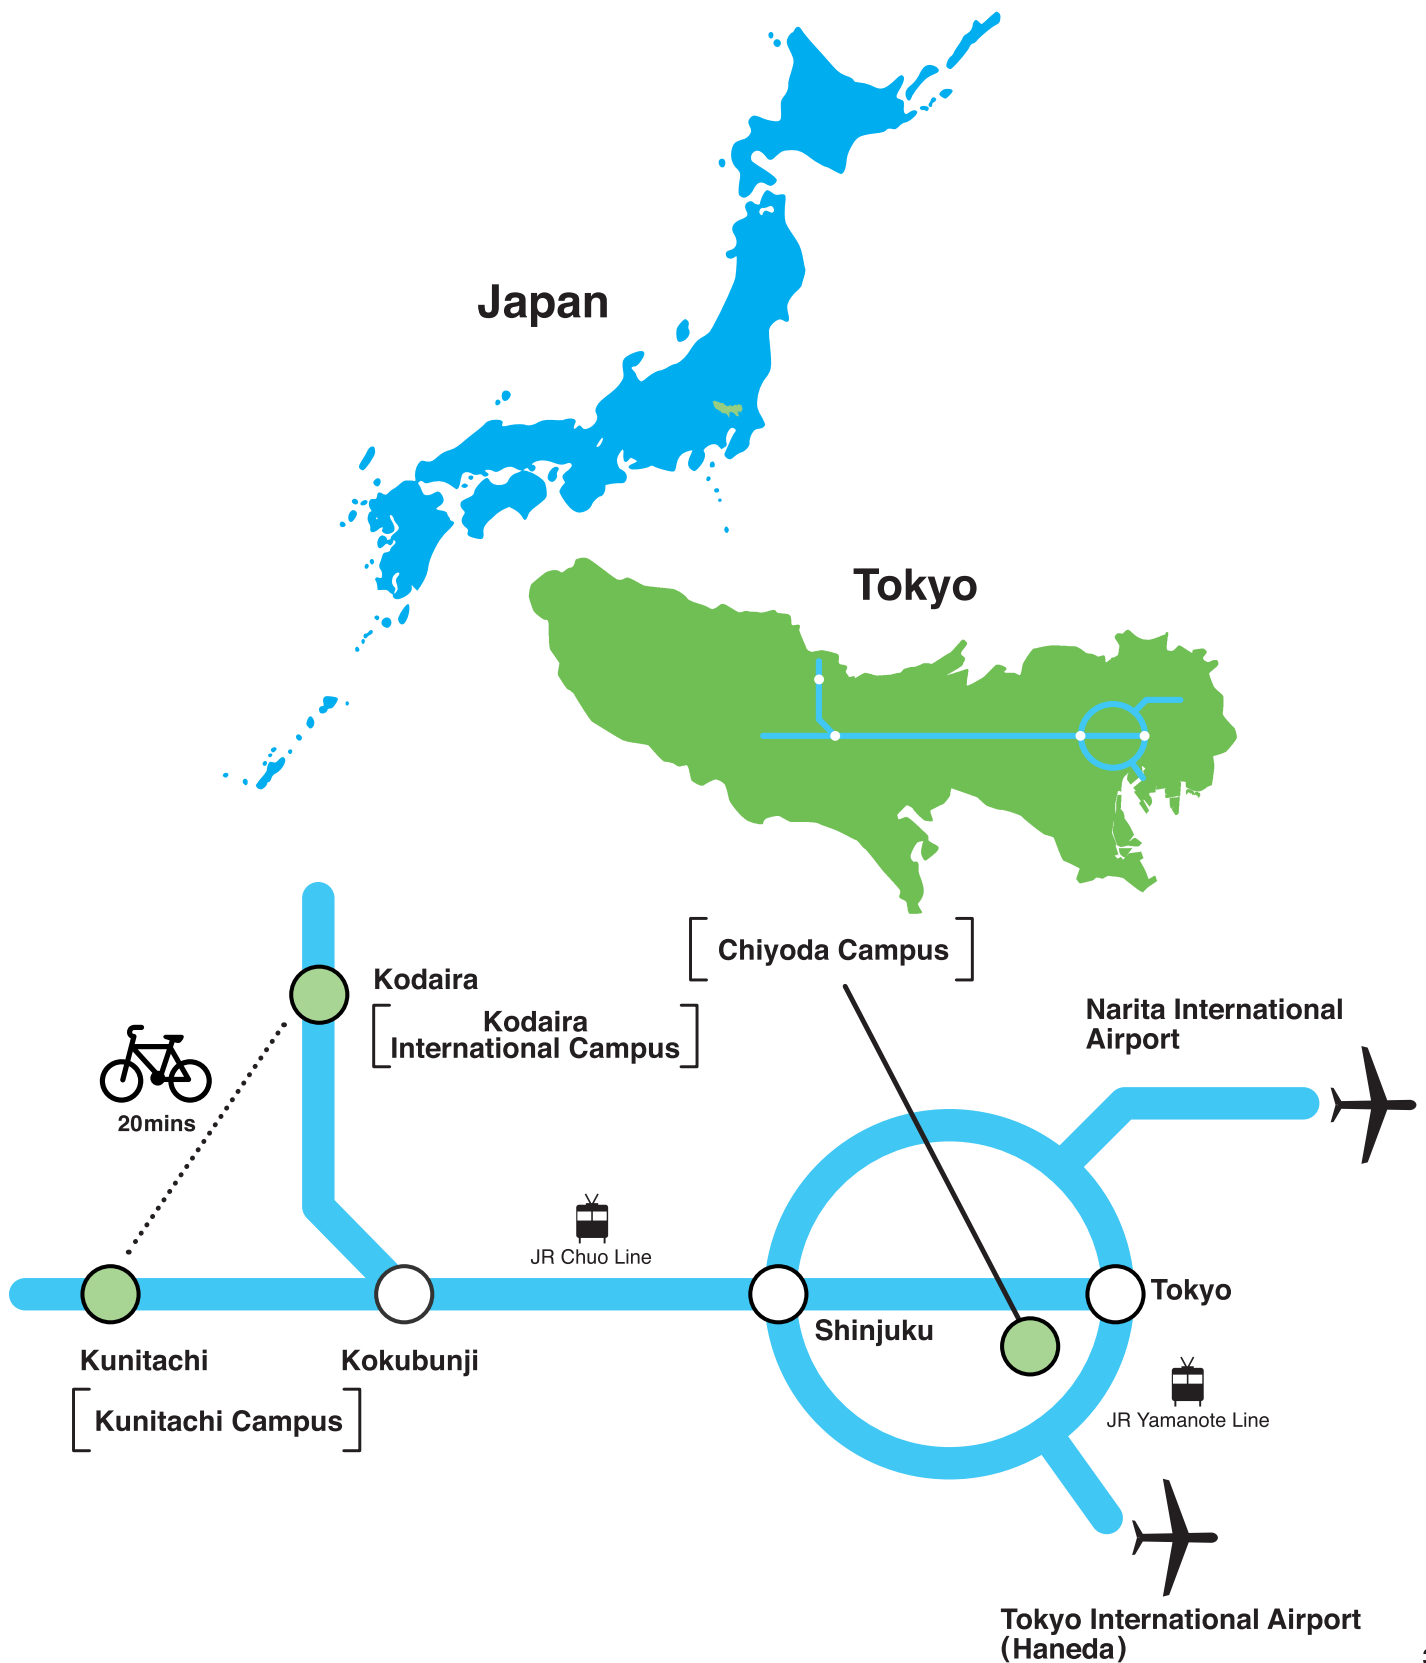 Japan
Tokyo
Chiyoda Campus
Kodaira
Kodaira
International Campus
Narita International
Airport
20mins
JR Chuo Line
Tokyo
Shinjuku
Kunitachi
Kokubunji
Kunitachi Campus
JR Yamanote Line
Tokyo International Airport
(Haneda)